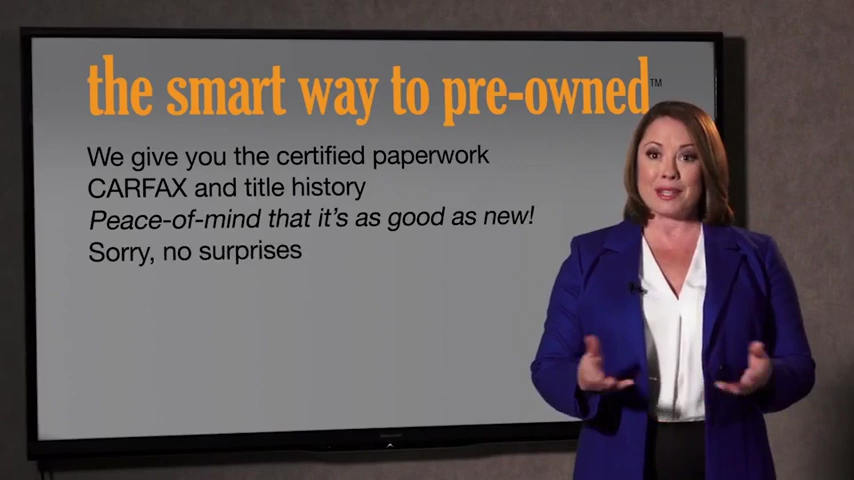 the smart way to pre-owned™
We give you the certified paperwork
CARFAX and title history
Peace-of-mind that it's as good as new!
Sorry, no surprises